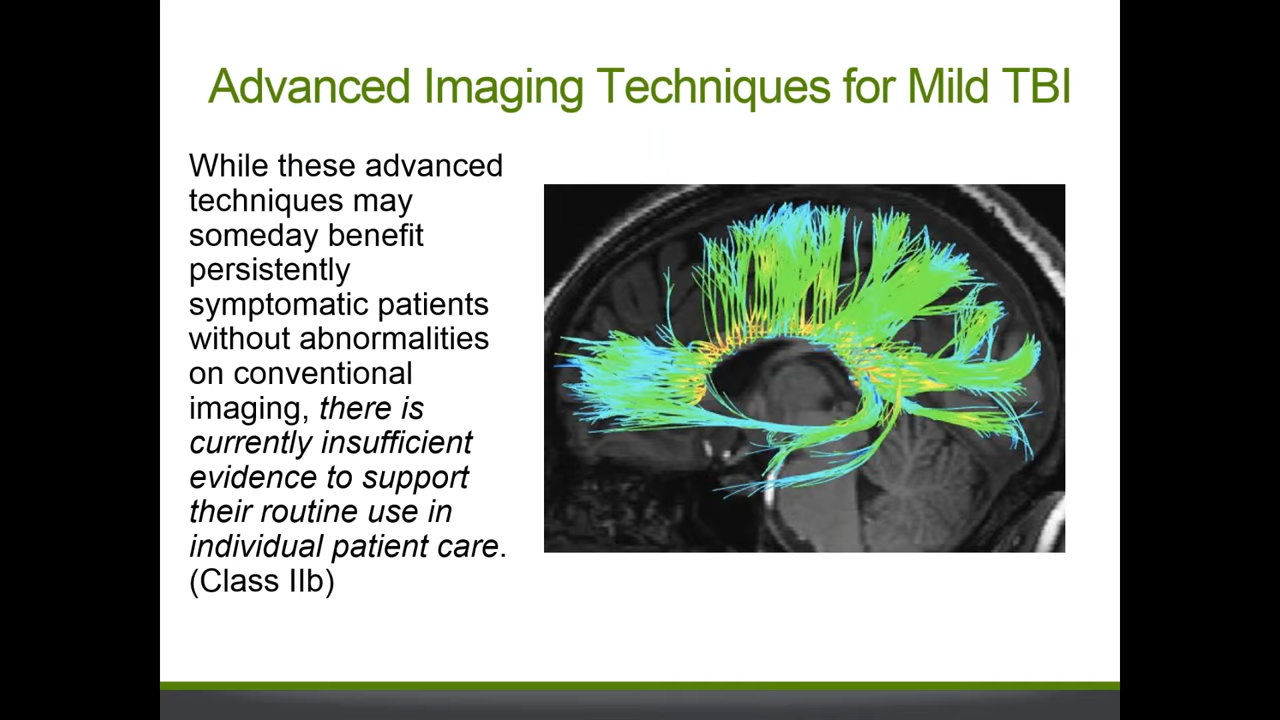 Advanced Imaging Techniques for Mild TBI
While these advanced
techniques may
someday benefit
persistently
symptomatic patients
without abnormalities
on conventional
imaging, there is
currently insufficient
evidence to support
their routine use in
individual patient care.
(Class IIb)